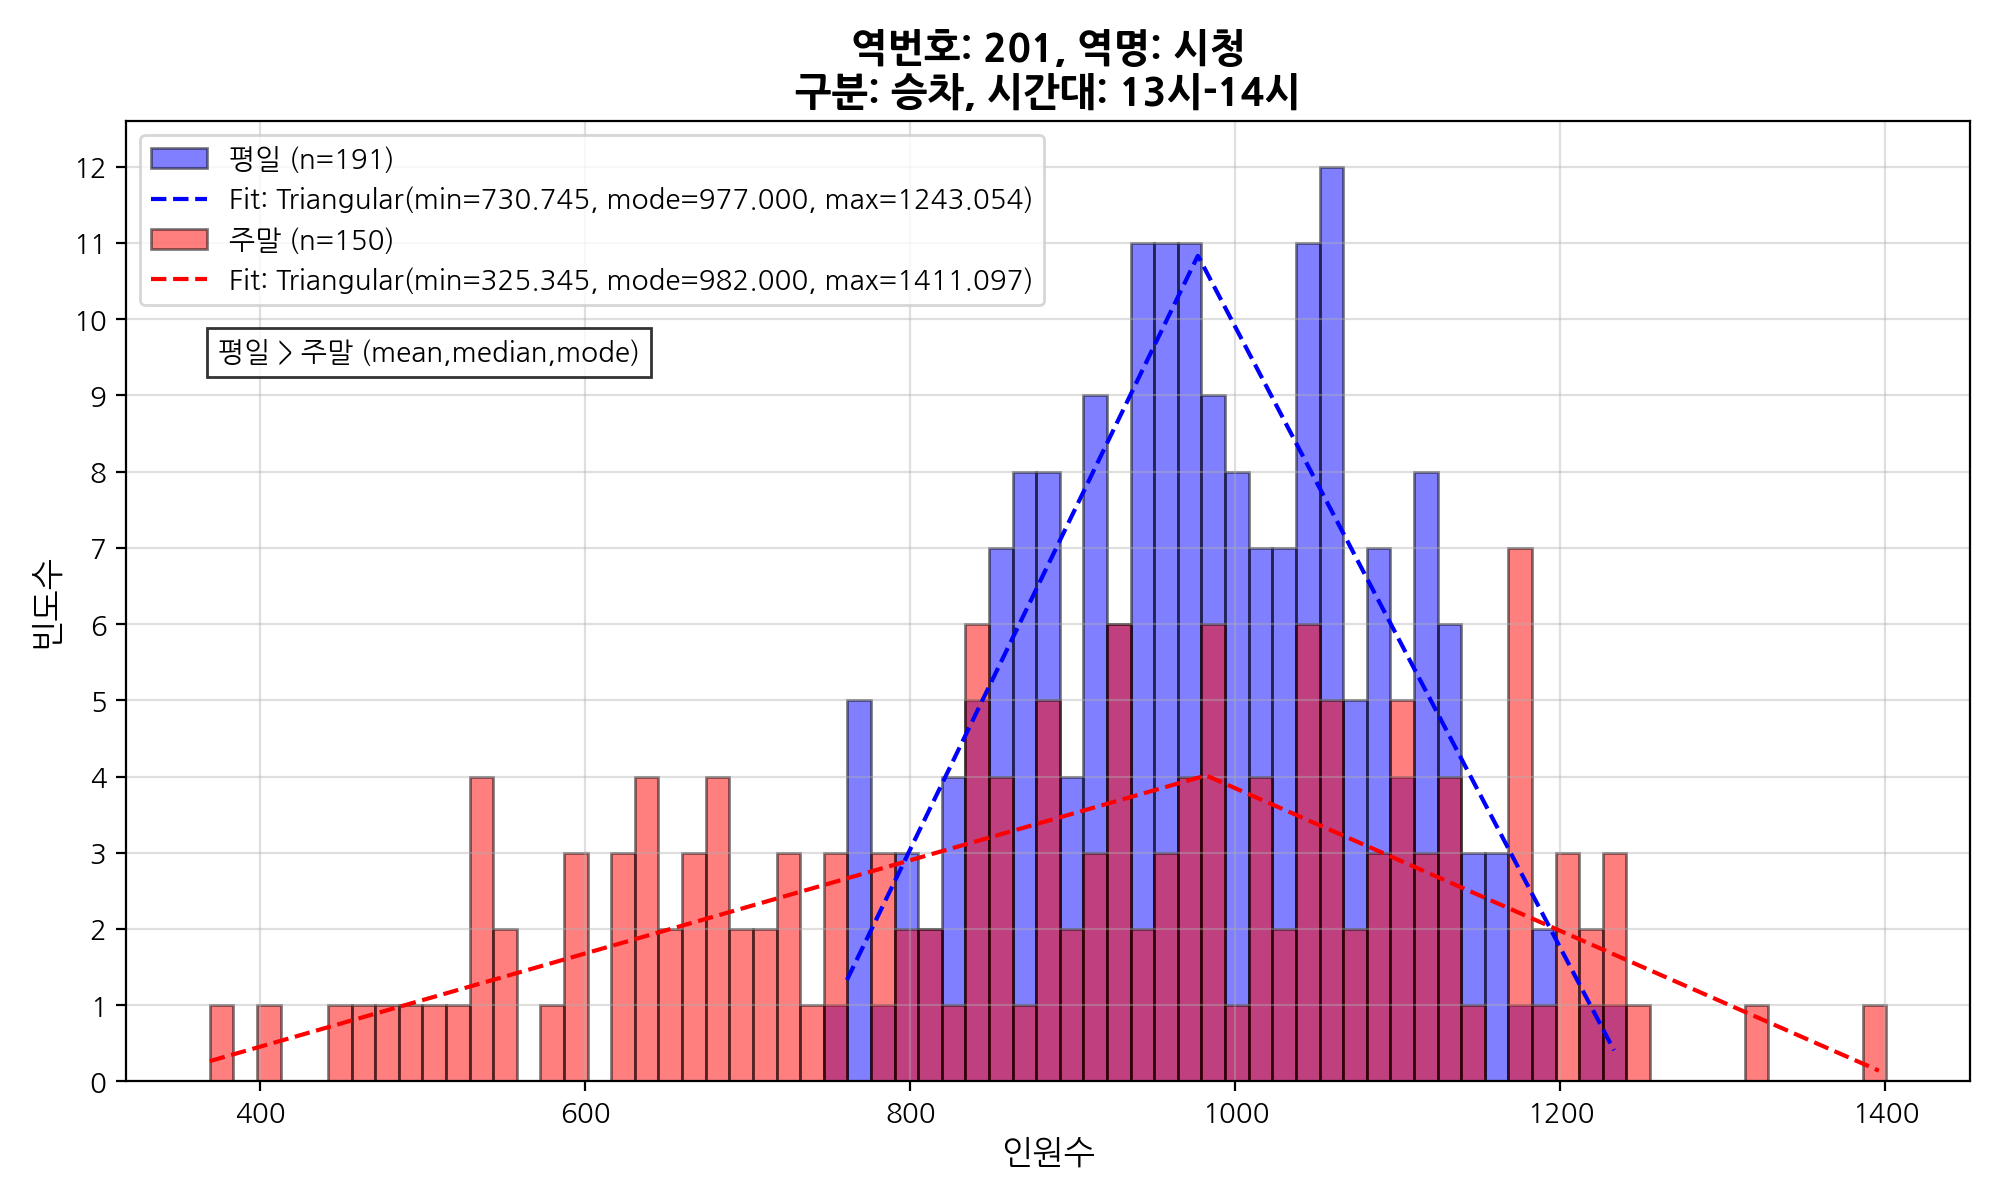 역번호: 201, 역명: 시청
구분: 승차, 시간대: 13시-14시
평일 (n=191)
Fit: Triangular(min=730.745, mode=977.000, max=1243.054)
주말 (n=150)
Fit: Triangular(min=325.345, mode=982.000, max=1411.097)
평일 > 주말 (mean,median,mode)
빈도수
12
11
10
9
8
7
6
5
4
3
2
1
0
400 600 800 1000 1200 1400
인원수